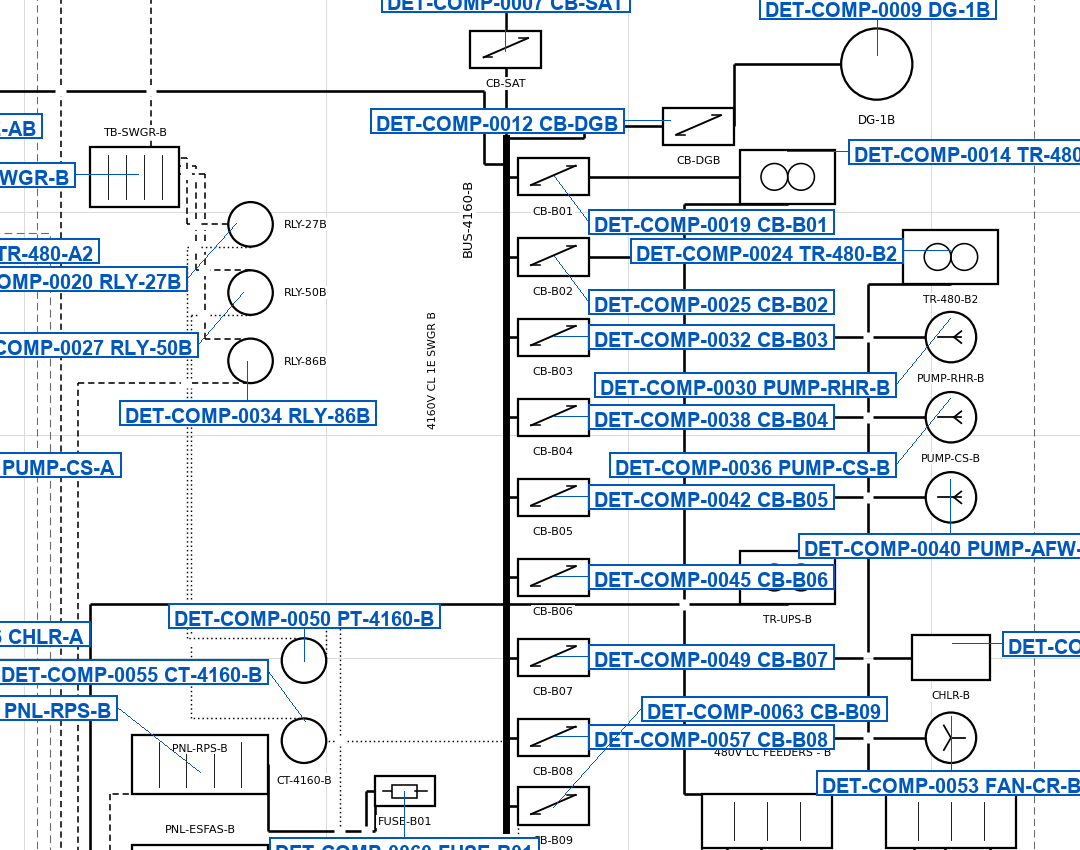 DET-COMP-0007 CB-SAT
DET-COMP-0009 DG-1B
CB-SAT
DET-COMP-0012 CB-DGB
DG-1B
-AB
TB-SWGR-B
CB-DGB
DET-COMP-0014 TR-480
WGR-B
BUS-4160-B
CB-B01
DET-COMP-0019 CB-B01
RLY-27B
TR-480-A2
DET-COMP-0024 TR-480-B2
OMP-0020 RLY-27B
CB-B02
RLY-50B
DET-COMP-0025 CB-B02
TR-480-B2
4160V CL 1E SWGR B
DET-COMP-0032 CB-B03
COMP-0027 RLY-50B
RLY-86B
CB-B03
PUMP-RHR-B
DET-COMP-0030 PUMP-RHR-B
DET-COMP-0034 RLY-86B
DET-COMP-0038 CB-B04
CB-B04
PUMP-CS-B
PUMP-CS-A
DET-COMP-0036 PUMP-CS-B
DET-COMP-0042 CB-B05
CB-B05
DET-COMP-0040 PUMP-AFW-
DET-COMP-0045 CB-B06
CB-B06
DET-COMP-0050 PT-4160-B
TR-UPS-B
CHLR-A
DET-CO
DET-COMP-0049 CB-B07
DET-COMP-0055 CT-4160-B
CB-B07
CHLR-B
PNL-RPS-B
DET-COMP-0063 CB-B09
DET-COMP-0057 CB-B08
PNL-RPS-B
480V LC FEEDERS - B
CB-B08
CT-4160-B
DET-COMP-0053 FAN-CR-B
FUSE-B01
PNL-ESFAS-B
B-B09
DET-COMP-0060 FUSE-B01